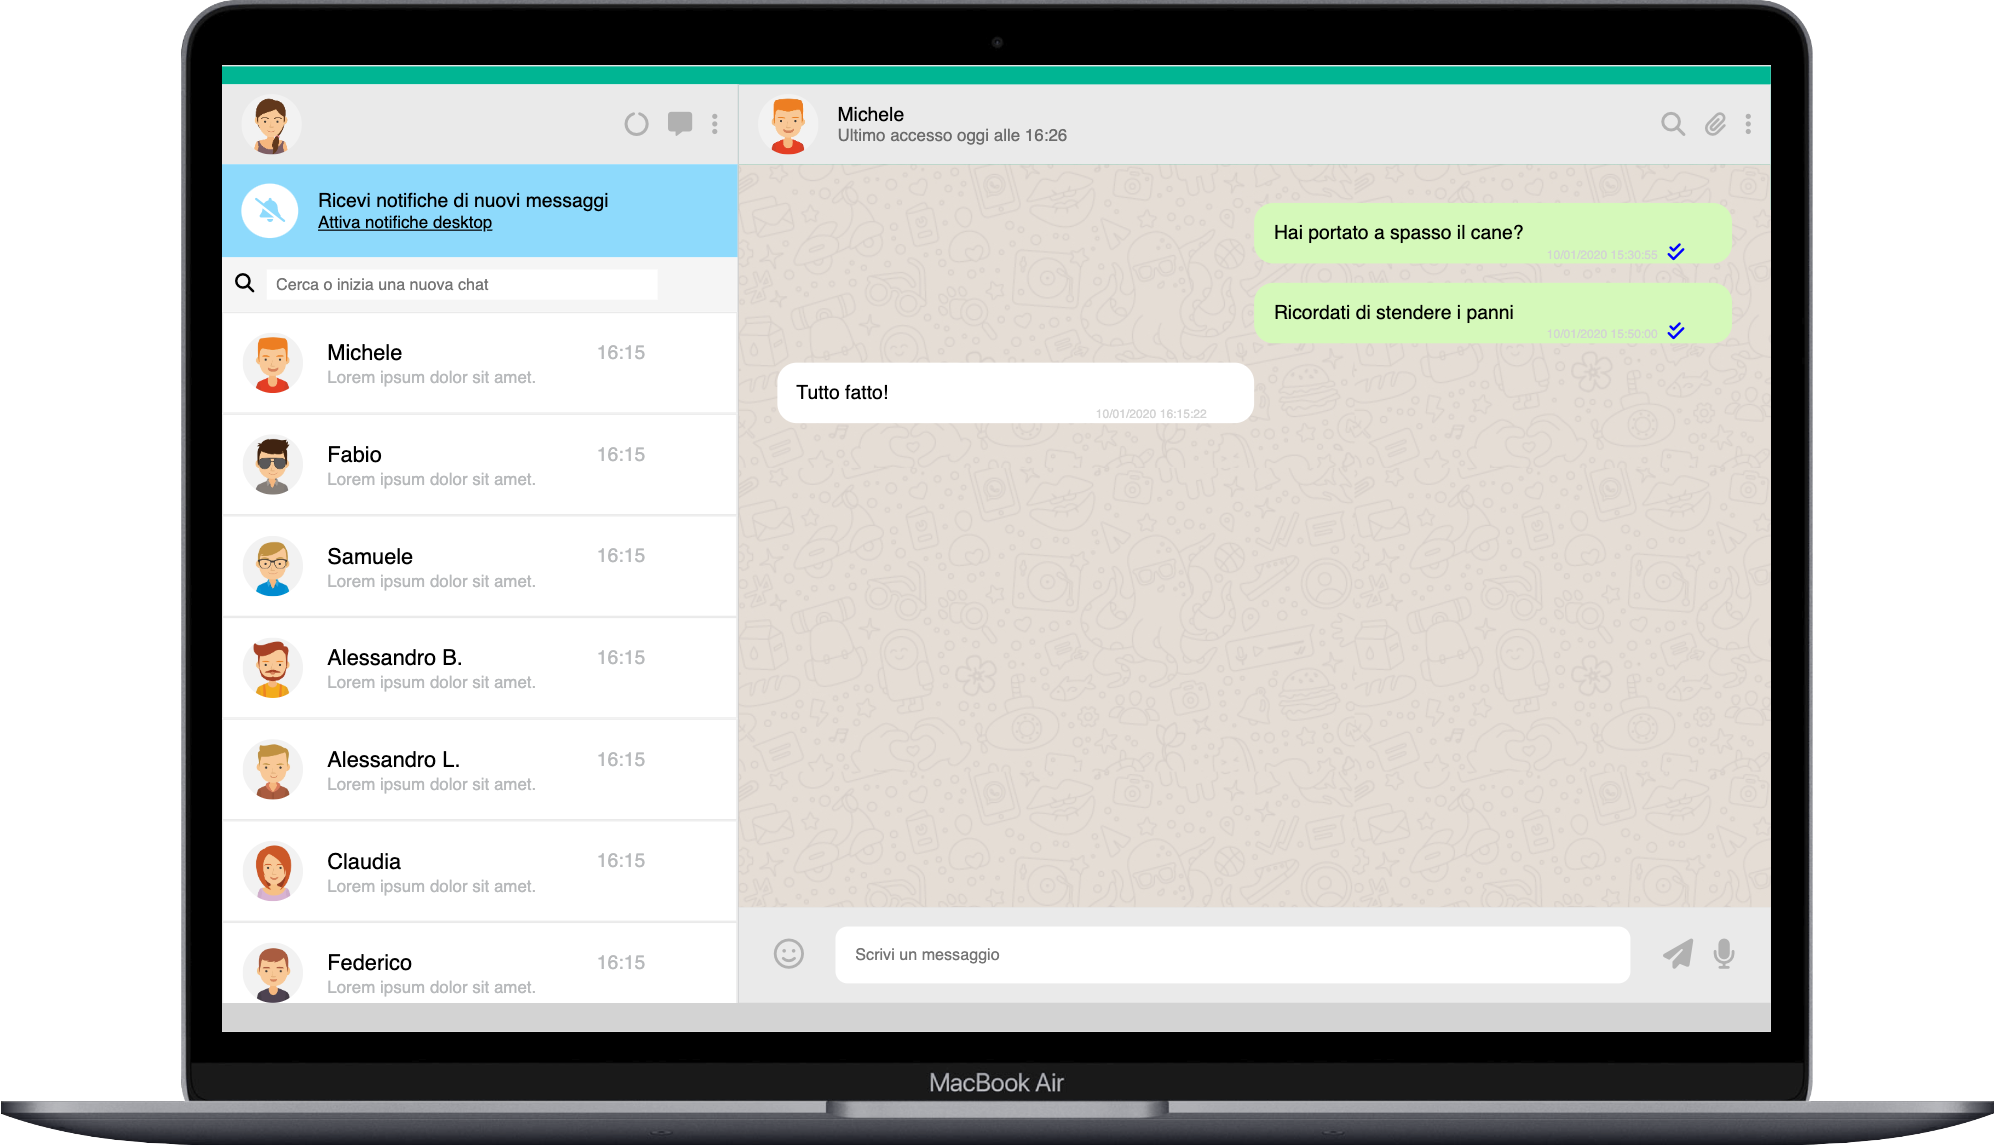 Ricevi notifiche di nuovi messaggi
Attiva notifiche desktop
Cerca o inizia una nuova chat
Michele 16:15
Lorem ipsum dolor sit amet.
Fabio 16:15
Lorem ipsum dolor sit amet.
Samuele 16:15
Lorem ipsum dolor sit amet.
Alessandro B. 16:15
Lorem ipsum dolor sit amet.
Alessandro L. 16:15
Lorem ipsum dolor sit amet.
Claudia 16:15
Lorem ipsum dolor sit amet.
Federico 16:15
Lorem ipsum dolor sit amet.
Michele
Ultimo accesso oggi alle 16:26
Hai portato a spasso il cane?
10/01/2020 15:30:55
Ricordati di stendere i panni
10/01/2020 15:50:00
Tutto fatto!
10/01/2020 16:15:22
Scrivi un messaggio
MacBook Air